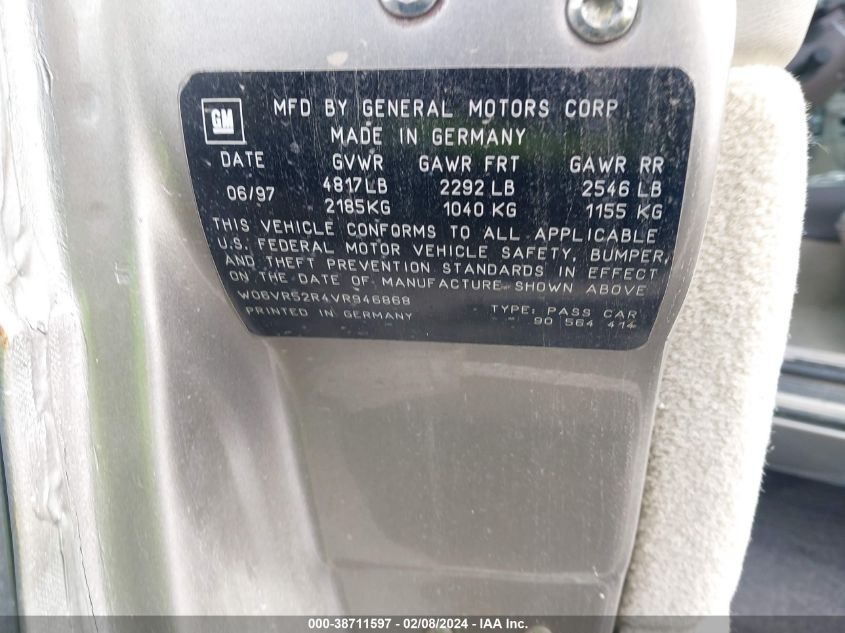 GM
MFD BY GENERAL MOTORS CORP
MADE IN GERMANY
DATE GVWR GAWR FRT GAWR RR
06/97 4817LB 2292 LB 2546 LB
2185KG 1040 KG 1155 KG
THIS VEHICLE CONFORMS TO ALL APPLICABLE
U.S. FEDERAL MOTOR VEHICLE SAFETY, BUMPER,
AND THEFT PREVENTION STANDARDS IN EFFECT
ON THE DATE OF MANUFACTURE SHOWN ABOVE
W06VR52R4VR946868 TYPE: PASS CAR
PRINTED IN GERMANY 90 564 414
000-38711597 - 02/08/2024 - IAA Inc.